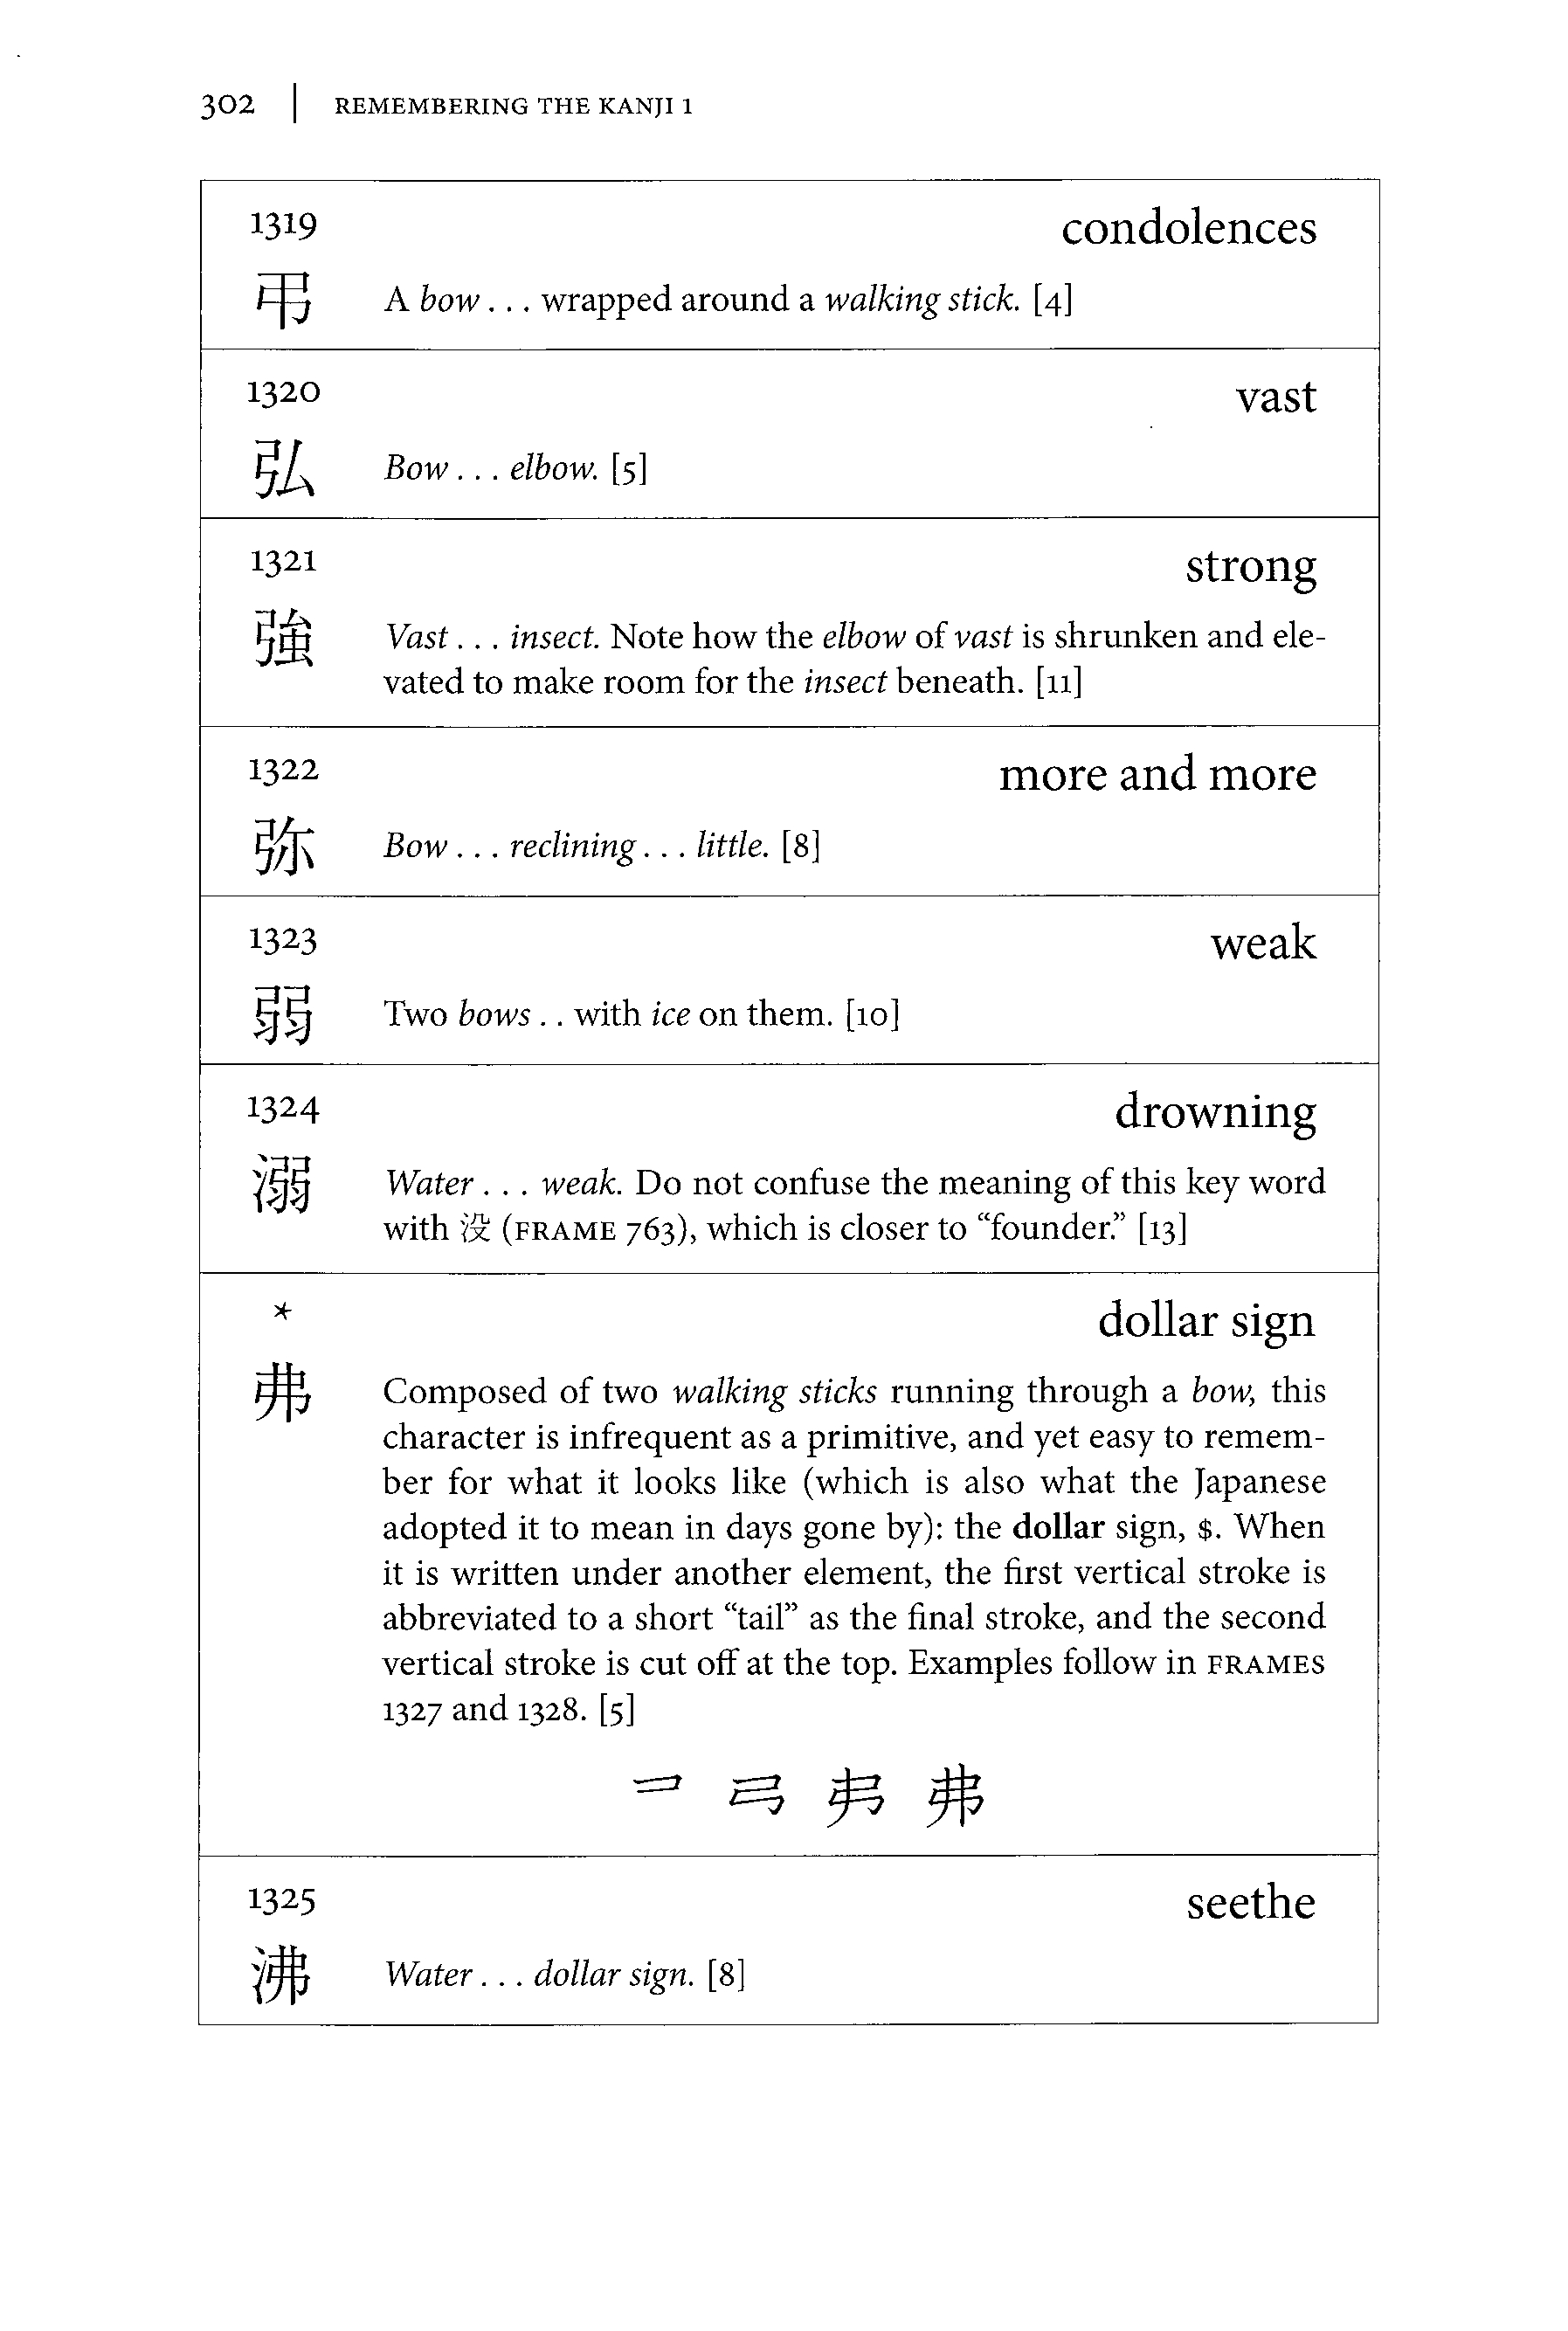 302 | REMEMBERING THE KANJI 1
1319 condolences
弔 A bow . . . wrapped around a walking stick. [4]
1320 vast
弘 Bow . . . elbow. [5]
1321 strong
強 Vast . . . insect. Note how the elbow of vast is shrunken and ele-
vated to make room for the insect beneath. [11]
1322 more and more
弥 Bow . . . reclining . . . little. [8]
1323 weak
弱 Two bows . . with ice on them. [10]
1324 drowning
溺 Water . . . weak. Do not confuse the meaning of this key word
with 没 (FRAME 763), which is closer to “founder.” [13]
* dollar sign
弗 Composed of two walking sticks running through a bow, this
character is infrequent as a primitive, and yet easy to remem-
ber for what it looks like (which is also what the Japanese
adopted it to mean in days gone by): the dollar sign, $. When
it is written under another element, the first vertical stroke is
abbreviated to a short “tail” as the final stroke, and the second
vertical stroke is cut off at the top. Examples follow in FRAMES
1327 and 1328. [5]
弓 弗
1325 seethe
沸 Water . . . dollar sign. [8]